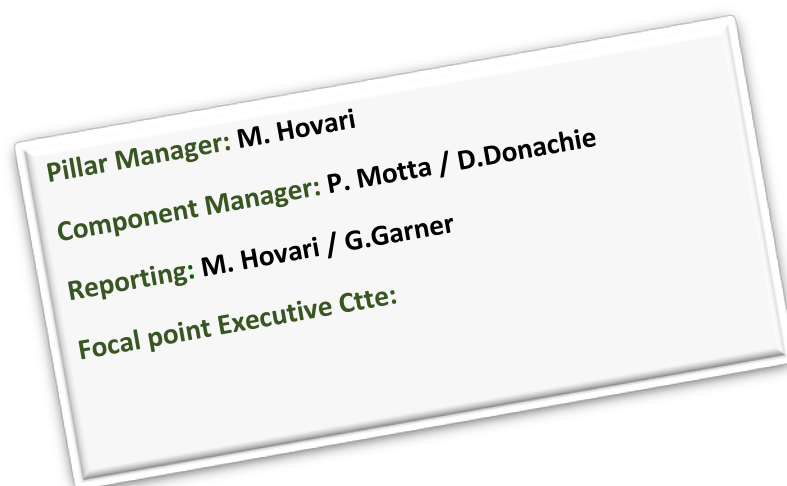 Pillar Manager: M. Hovari
Component Manager: P. Motta / D.Donachie
Reporting: M. Hovari / G.Garner
Focal point Executive Ctte: